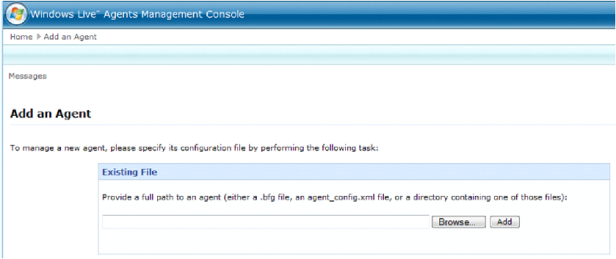 Windows Live™ Agents Management Console
Home > Add an Agent
Messages
Add an Agent
To manage a new agent, please specify its configuration file by performing the following task:
Existing File
Provide a full path to an agent (either a .bfg file, an agent_config.xml file, or a directory containing one of those files):
Browse... Add